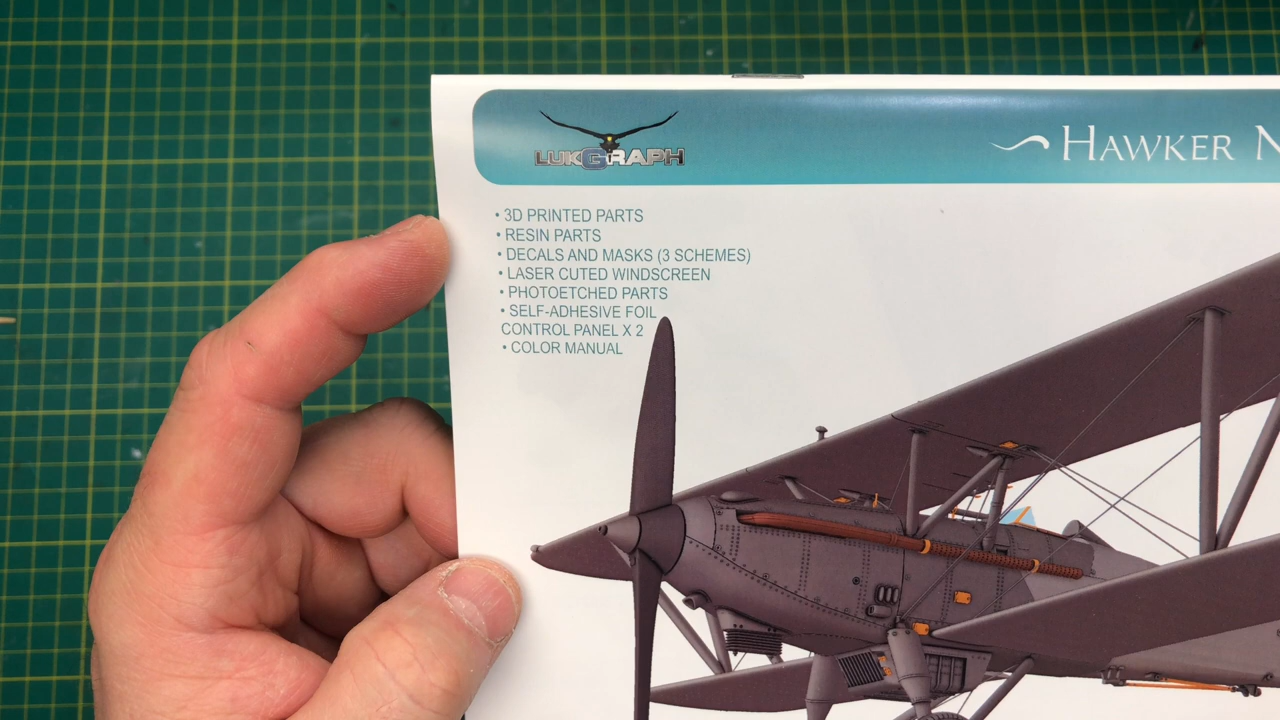 LUKGRAPH
HAWKER N
• 3D PRINTED PARTS
• RESIN PARTS
• DECALS AND MASKS (3 SCHEMES)
• LASER CUTED WINDSCREEN
• PHOTOETCHED PARTS
• SELF-ADHESIVE FOIL
CONTROL PANEL X 2
• COLOR MANUAL